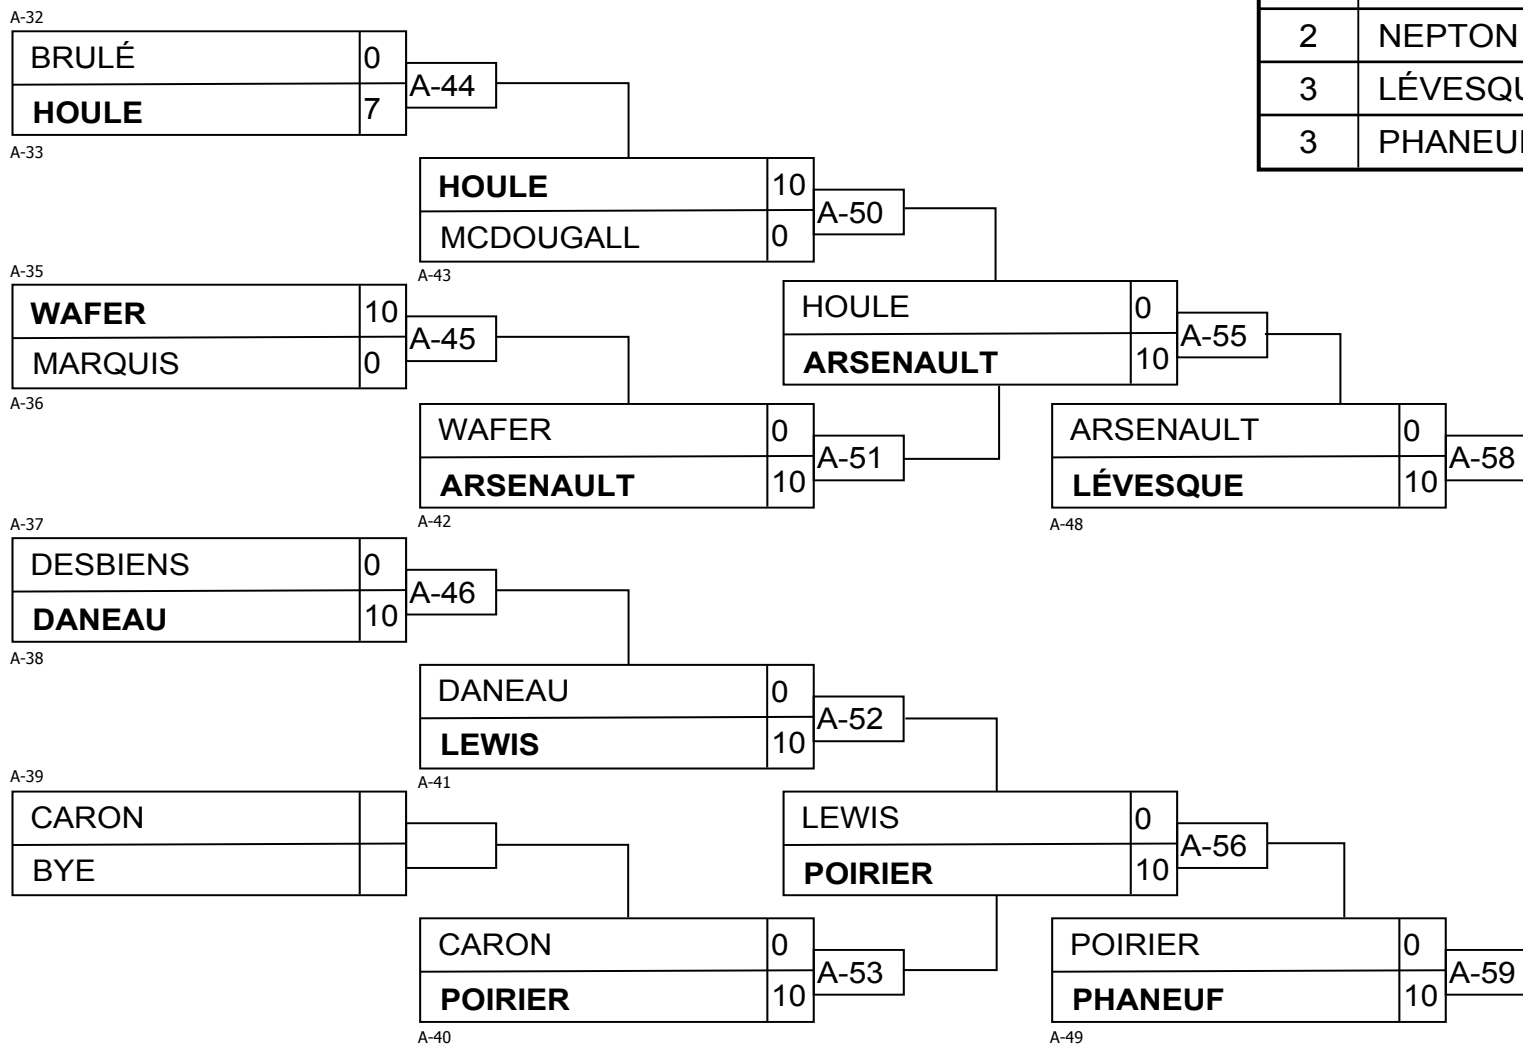 A-32
BRULÉ 0
HOULE 7
A-44
A-33
2 NEPTON
3
3
HOULE 10
MCDOUGALL 0
A-50
A-43
A-35
WAFER 10
MARQUIS 0
A-45
A-36
HOULE 0
ARSENAULT 10
A-55
WAFER 0
ARSENAULT 10
A-51
A-42
ARSENAULT 0
LÉVESQUE 10
A-58
A-48
A-37
DESBIENS 0
DANEAU 10
A-46
A-38
DANEAU 0
LEWIS 10
A-52
A-41
A-39
CARON
BYE
LEWIS 0
POIRIER 10
A-56
CARON 0
POIRIER 10
A-53
A-40
POIRIER 0
PHANEUF 10
A-59
A-49